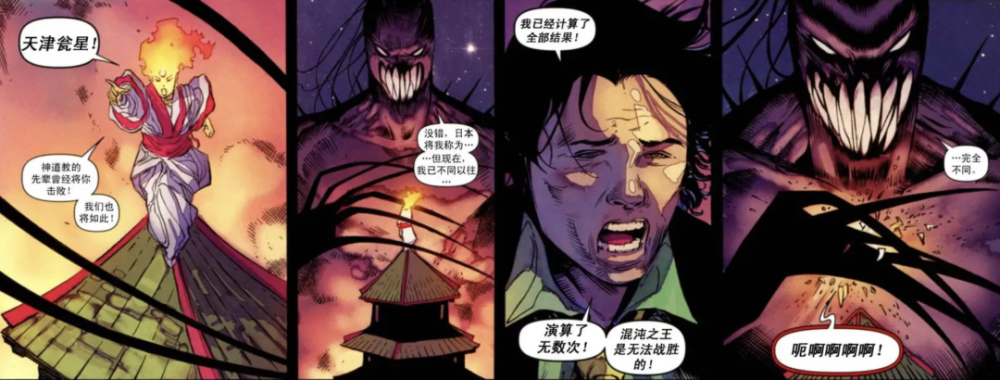 天津瓮星！
神道教的
先辈曾经将你
击败！
我们也
将如此！
没错，日本
将我称为…
…但现在，
我已不同以往
…
我已经计算了
全部结果！
演算了
无数次！
混沌之王
是无法战胜
的！
…完全
不同。
呃啊啊啊啊！